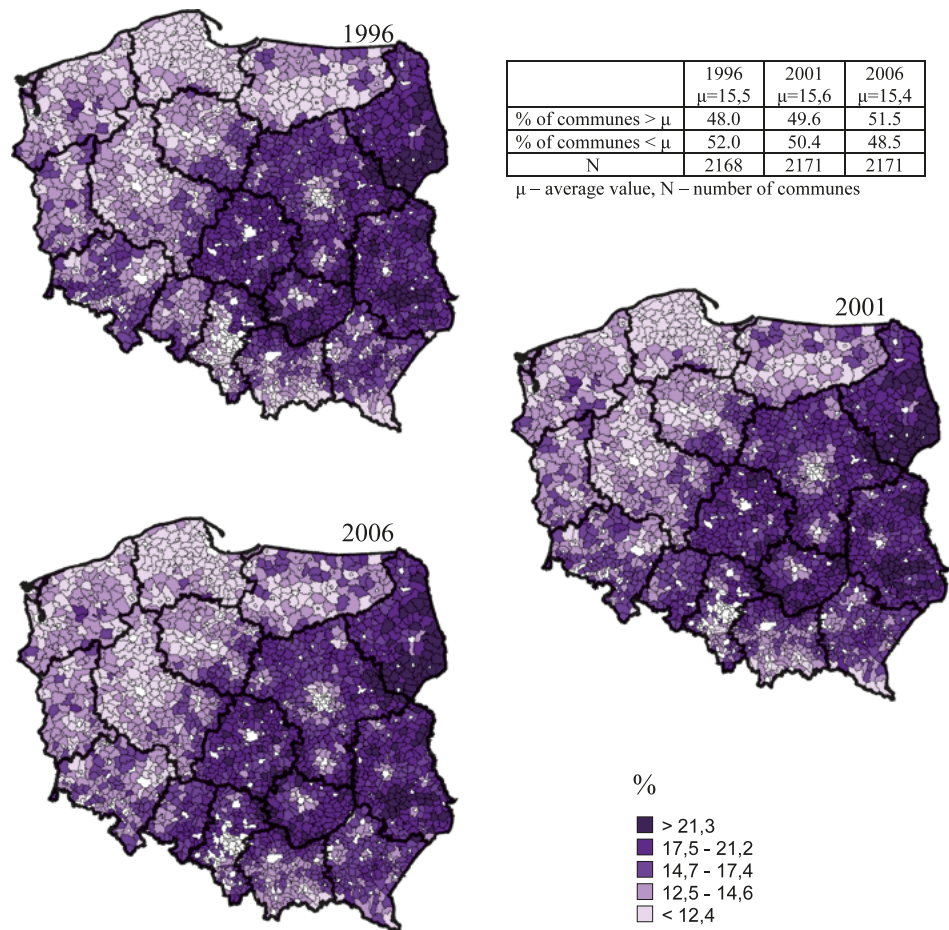 1996
1996 2001 2006
μ=15,5 μ=15,6 μ=15,4
% of communes > μ 48.0 49.6 51.5
% of communes < μ 52.0 50.4 48.5
N 2168 2171 2171
μ – average value, N – number of communes
2001
2006
%
> 21,3
17,5 - 21,2
14,7 - 17,4
12,5 - 14,6
< 12,4